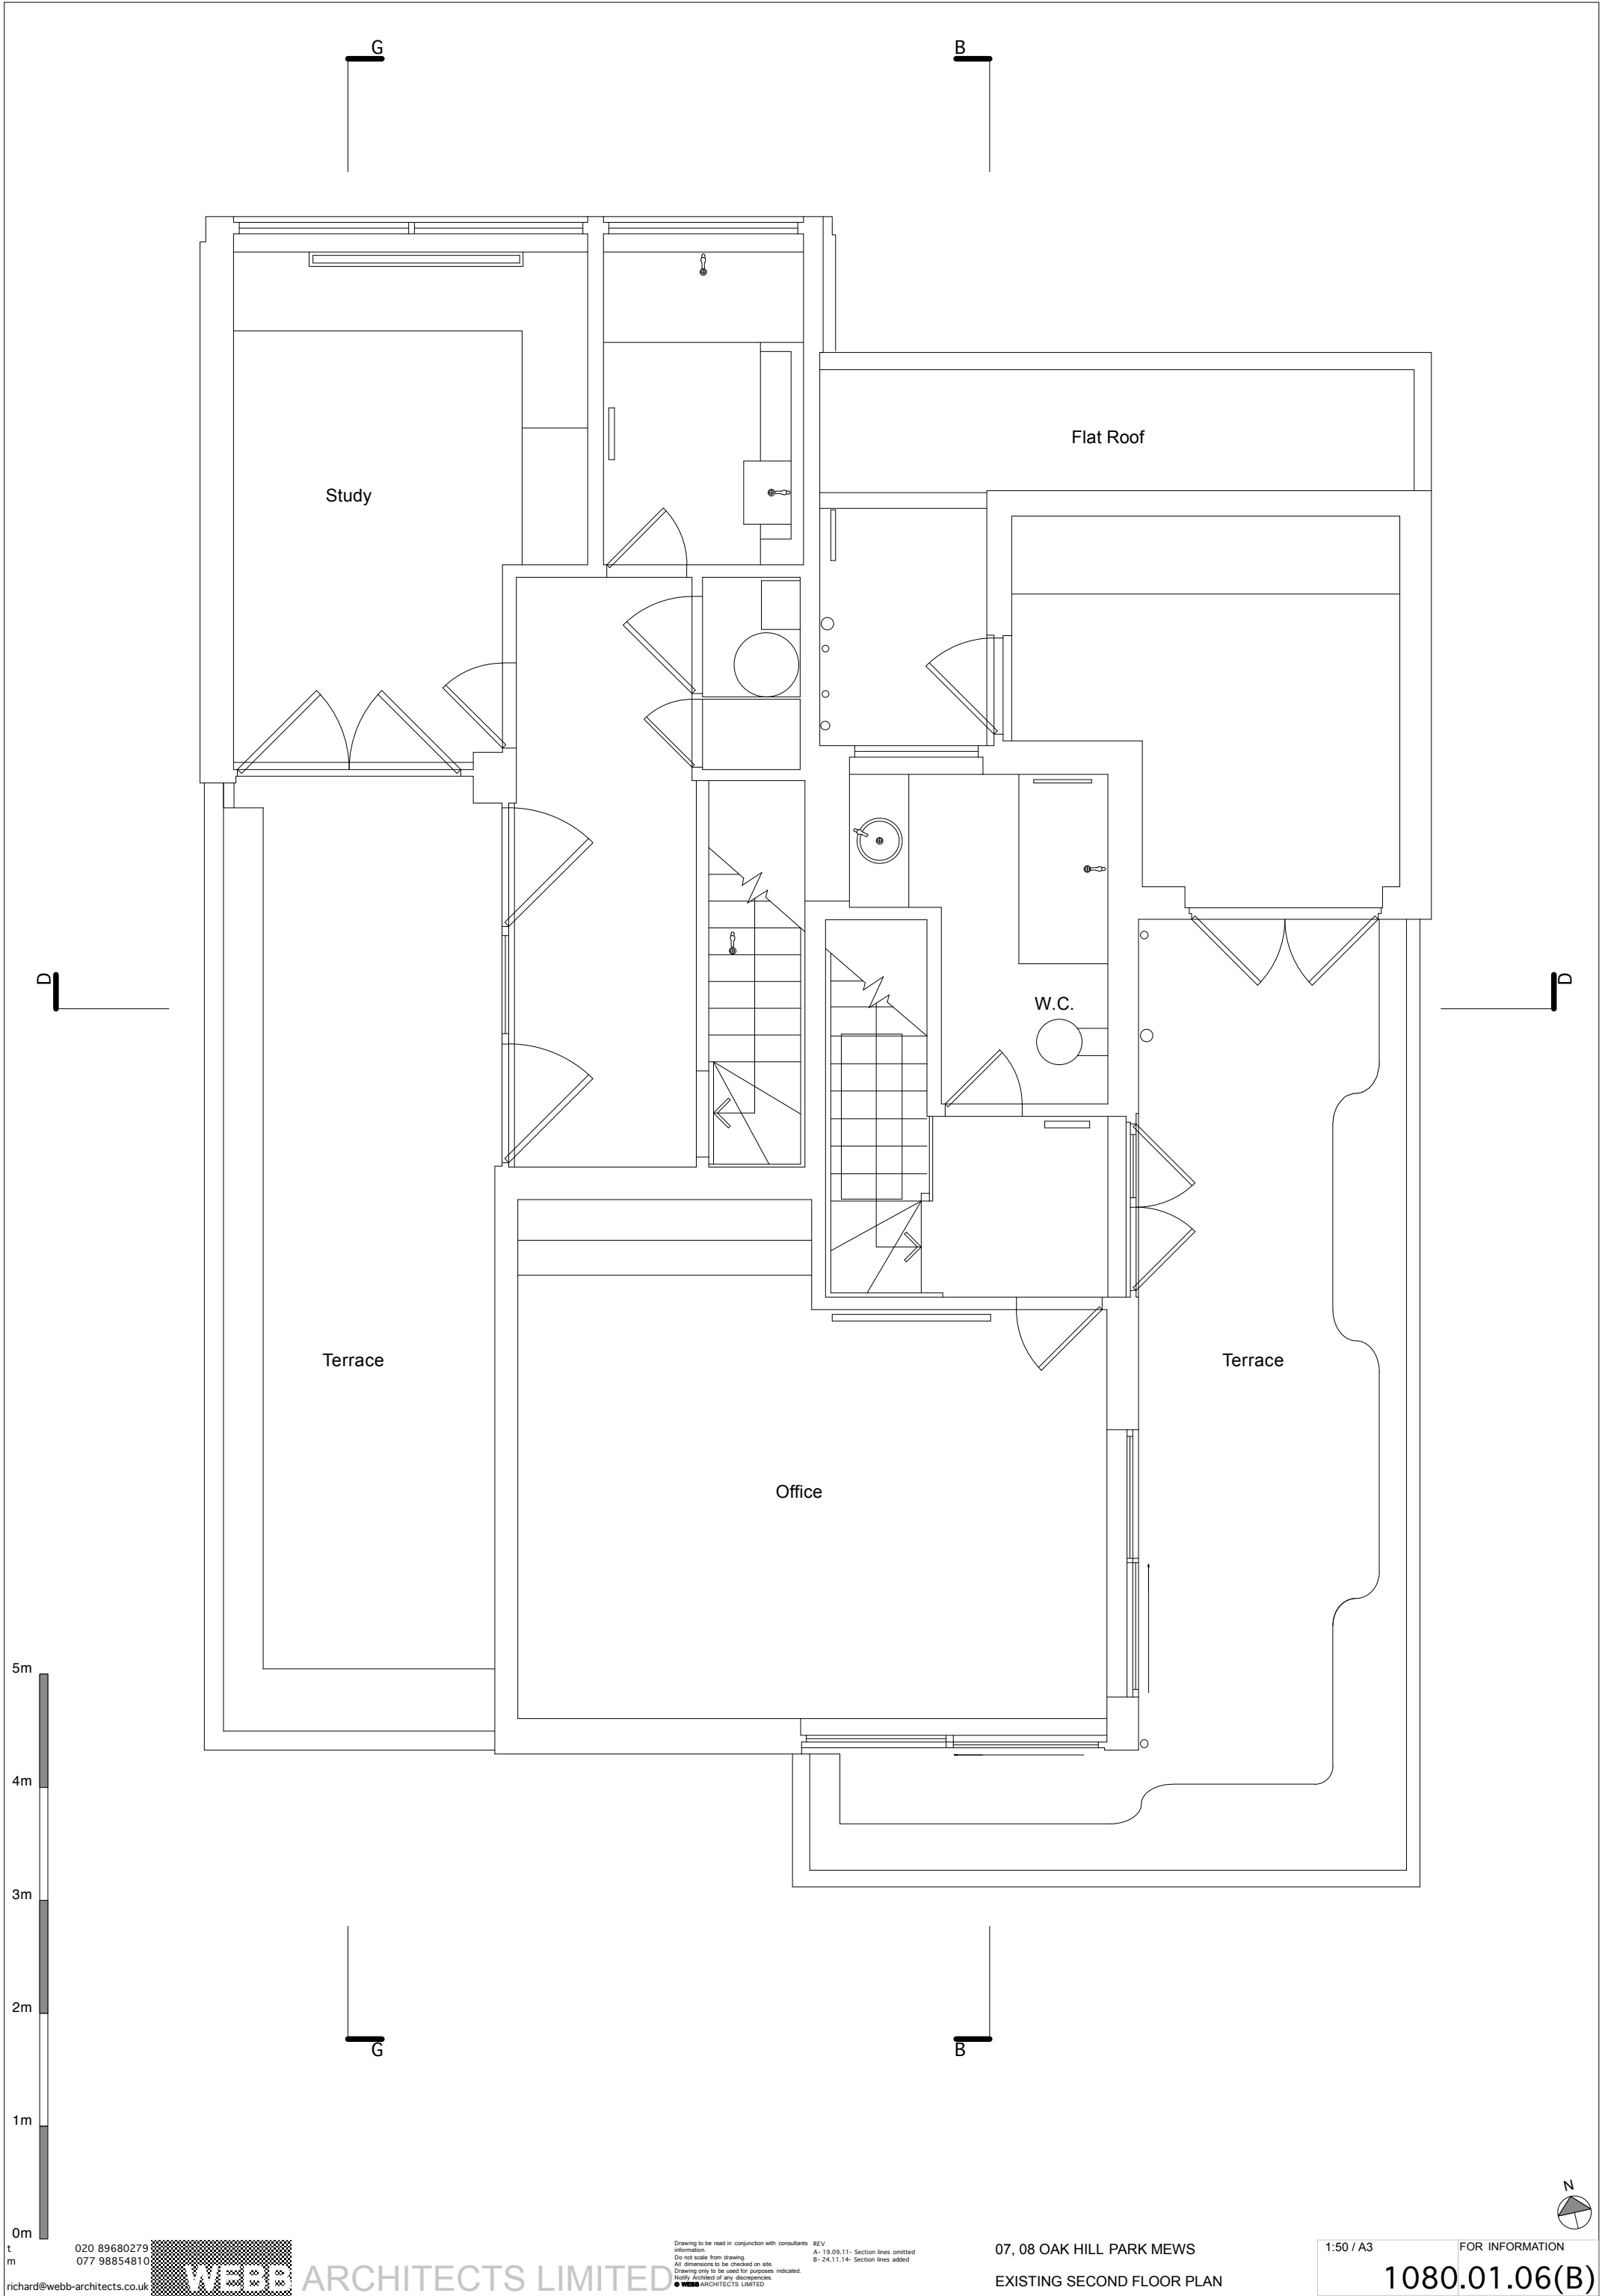 G
B
Flat Roof
Study
D
D
W.C.
Terrace
Terrace
Office
5m
4m
3m
2m
1m
0m
G
B
N
t 020 89680279
m 077 98854810
richard@webb-architects.co.uk
WEBB ARCHITECTS LIMITED
Drawing to be read in conjunction with consultants
information.
Do not scale from drawing.
All dimensions to be checked on site.
Drawing only to be used for purposes indicated.
Notify Architect of any discrepencies.
© WEBB ARCHITECTS LIMITED
REV
A- 19.09.11- Section lines omitted
B- 24.11.14- Section lines added
07, 08 OAK HILL PARK MEWS
EXISTING SECOND FLOOR PLAN
1:50 / A3
FOR INFORMATION
1080.01.06(B)